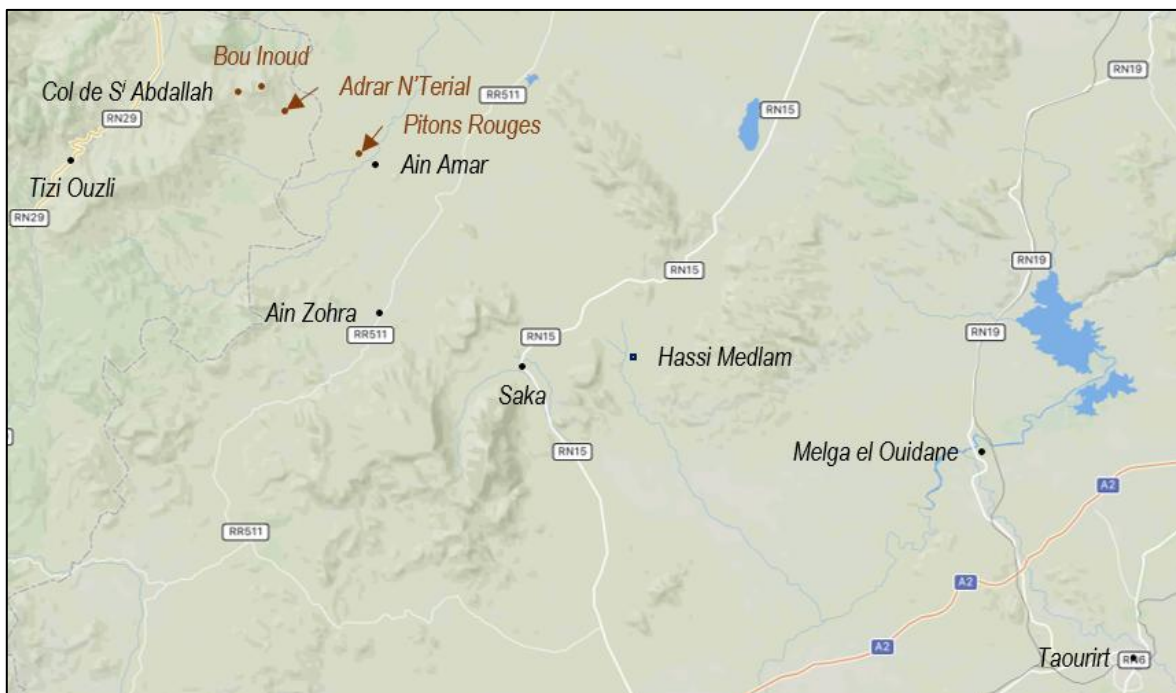 Bou Inoud
RN19
Col de Sⁱ Abdallah
Adrar N'Terial
RR511
RN29
RN15
Pitons Rouges
Ain Amar
Tizi Ouzli
RN29
RN19
RN15
Ain Zohra
RR511
RN15
RN19
Hassi Medlam
Saka
RN15
Melga el Ouidane
A2
RR511
A2
A2
Taourirt